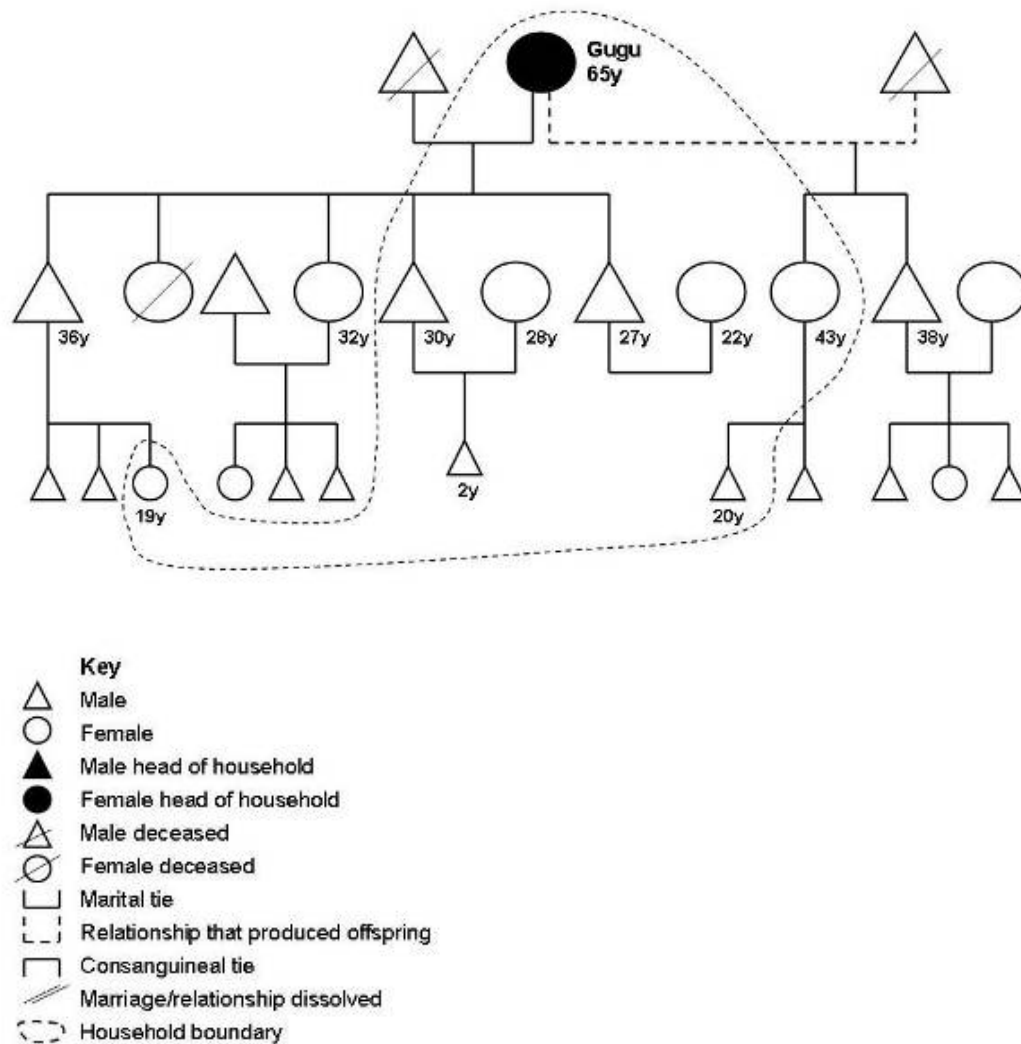 Gugu
65y
36y
32y
30y
28y
27y
22y
43y
38y
19y
2y
20y
Key
Male
Female
Male head of household
Female head of household
Male deceased
Female deceased
Marital tie
Relationship that produced offspring
Consanguineal tie
Marriage/relationship dissolved
Household boundary